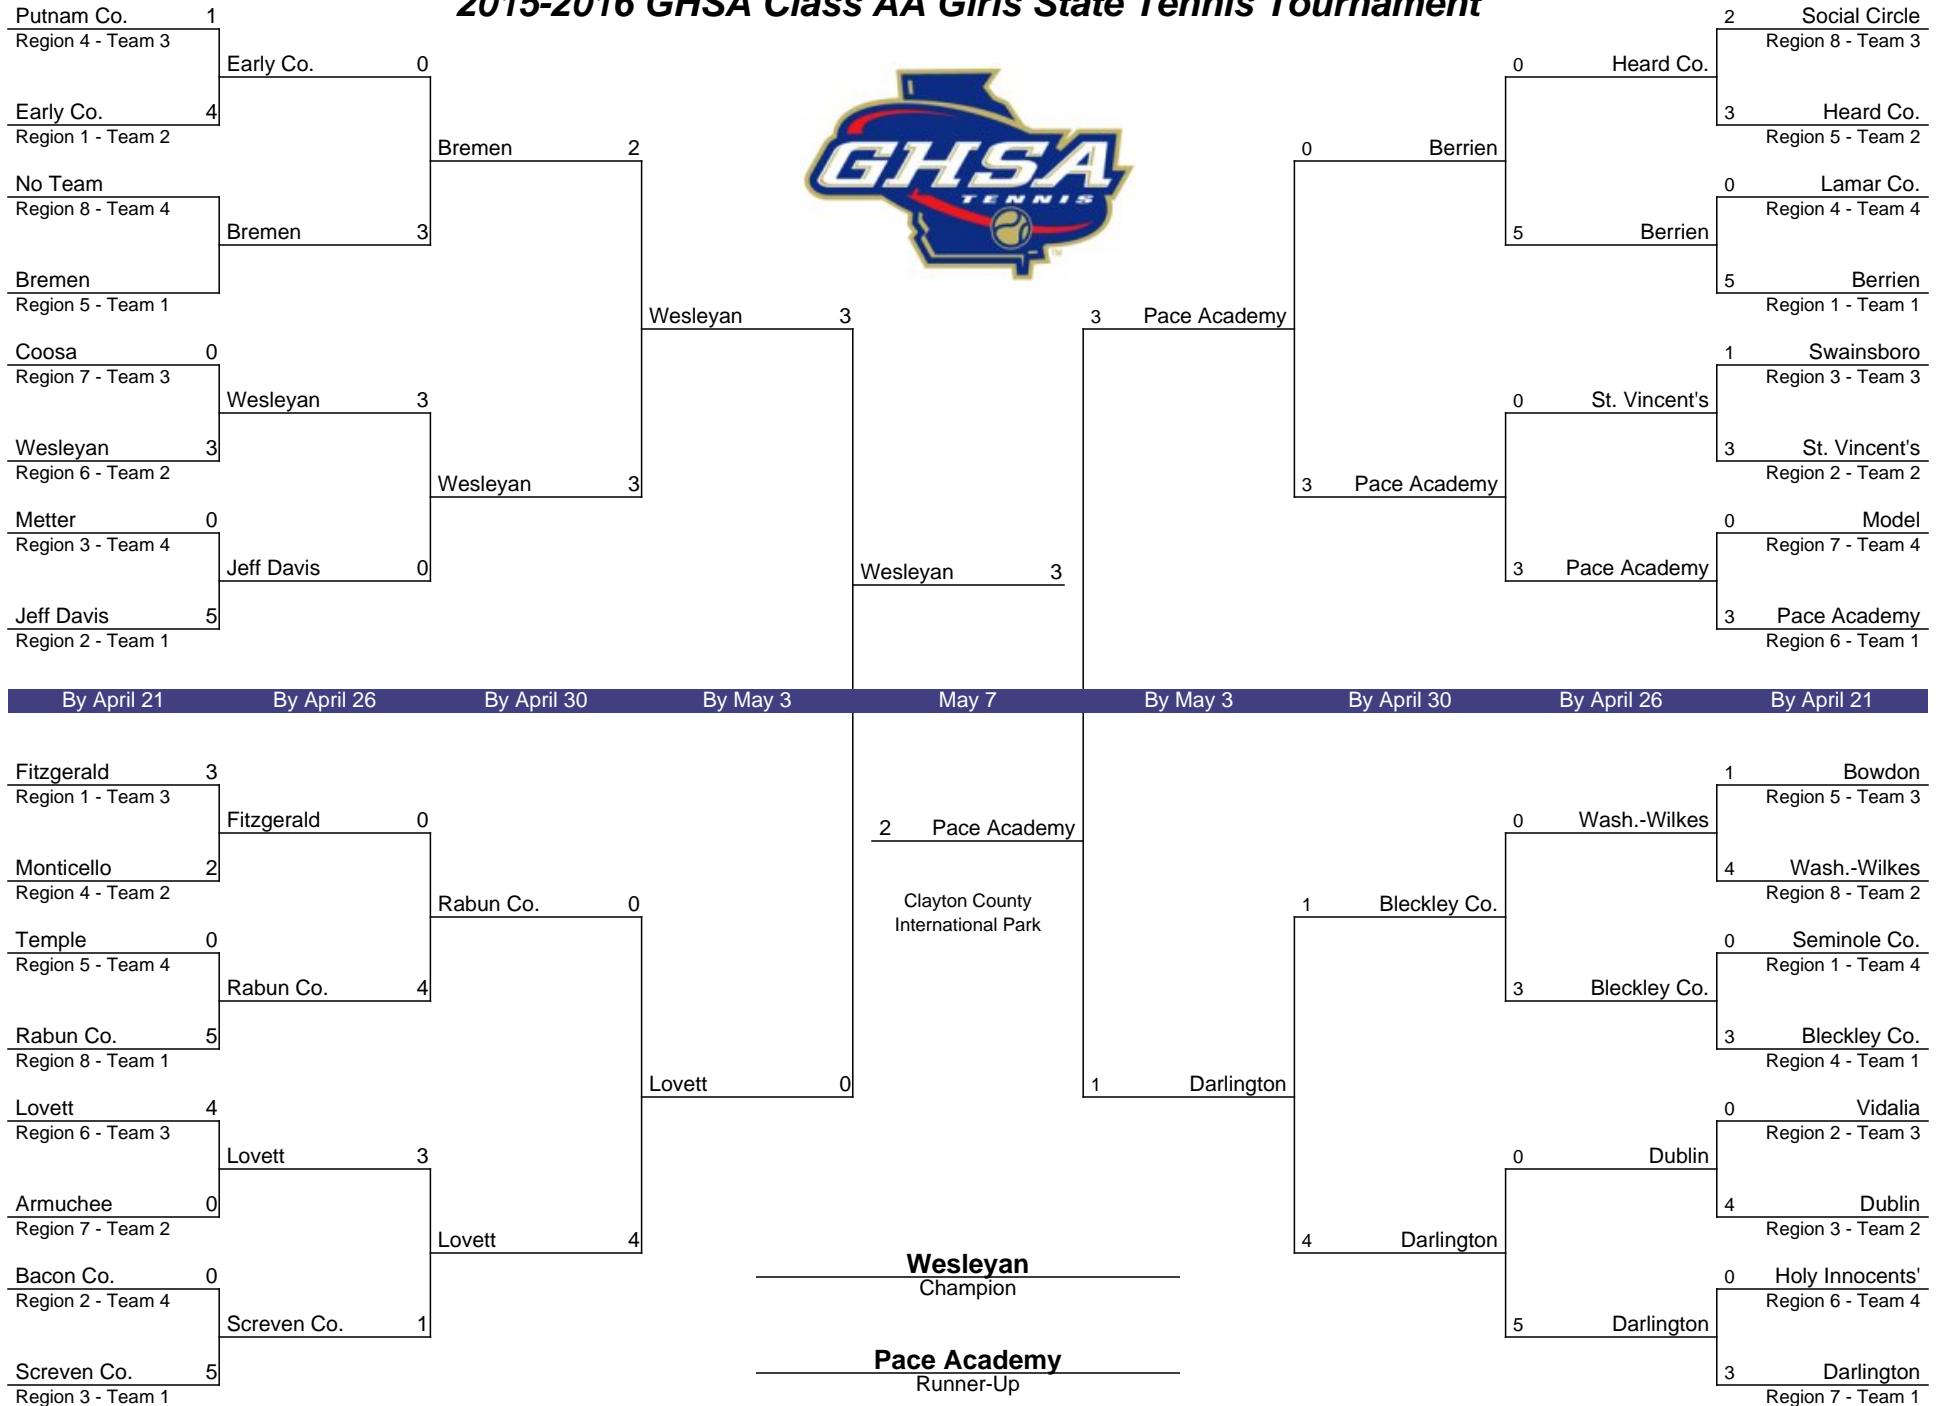 2015-2016 GHSA Class AA Girls State Tennis Tournament
Putnam Co. 1
Region 4 - Team 3
Early Co. 0
Early Co. 4
Region 1 - Team 2
Bremen 2
No Team
Region 8 - Team 4
Bremen 3
Bremen
Region 5 - Team 1
Wesleyan 3
Coosa 0
Region 7 - Team 3
Wesleyan 3
Wesleyan 3
Region 6 - Team 2
Wesleyan 3
Metter 0
Region 3 - Team 4
Jeff Davis 0
Jeff Davis 5
Region 2 - Team 1
Wesleyan 3
GHSA
TENNIS
TM
2 Social Circle
Region 8 - Team 3
0 Heard Co.
3 Heard Co.
Region 5 - Team 2
0 Berrien
0 Lamar Co.
Region 4 - Team 4
5 Berrien
5 Berrien
Region 1 - Team 1
3 Pace Academy
1 Swainsboro
Region 3 - Team 3
0 St. Vincent's
3 St. Vincent's
Region 2 - Team 2
3 Pace Academy
0 Model
Region 7 - Team 4
3 Pace Academy
3 Pace Academy
Region 6 - Team 1
By April 21 By April 26 By April 30 By May 3 May 7 By May 3 By April 30 By April 26 By April 21
Fitzgerald 3
Region 1 - Team 3
Fitzgerald 0
Monticello 2
Region 4 - Team 2
Rabun Co. 0
Temple 0
Region 5 - Team 4
Rabun Co. 4
Rabun Co. 5
Region 8 - Team 1
Lovett 0
Lovett 4
Region 6 - Team 3
Lovett 3
Armuchee 0
Region 7 - Team 2
Lovett 4
Bacon Co. 0
Region 2 - Team 4
Screven Co. 1
Screven Co. 5
Region 3 - Team 1
2 Pace Academy
Clayton County
International Park
Wesleyan
Champion
Pace Academy
Runner-Up
1 Bowdon
Region 5 - Team 3
0 Wash.-Wilkes
4 Wash.-Wilkes
Region 8 - Team 2
1 Bleckley Co.
0 Seminole Co.
Region 1 - Team 4
3 Bleckley Co.
3 Bleckley Co.
Region 4 - Team 1
1 Darlington
0 Vidalia
Region 2 - Team 3
0 Dublin
4 Dublin
Region 3 - Team 2
4 Darlington
0 Holy Innocents'
Region 6 - Team 4
5 Darlington
3 Darlington
Region 7 - Team 1